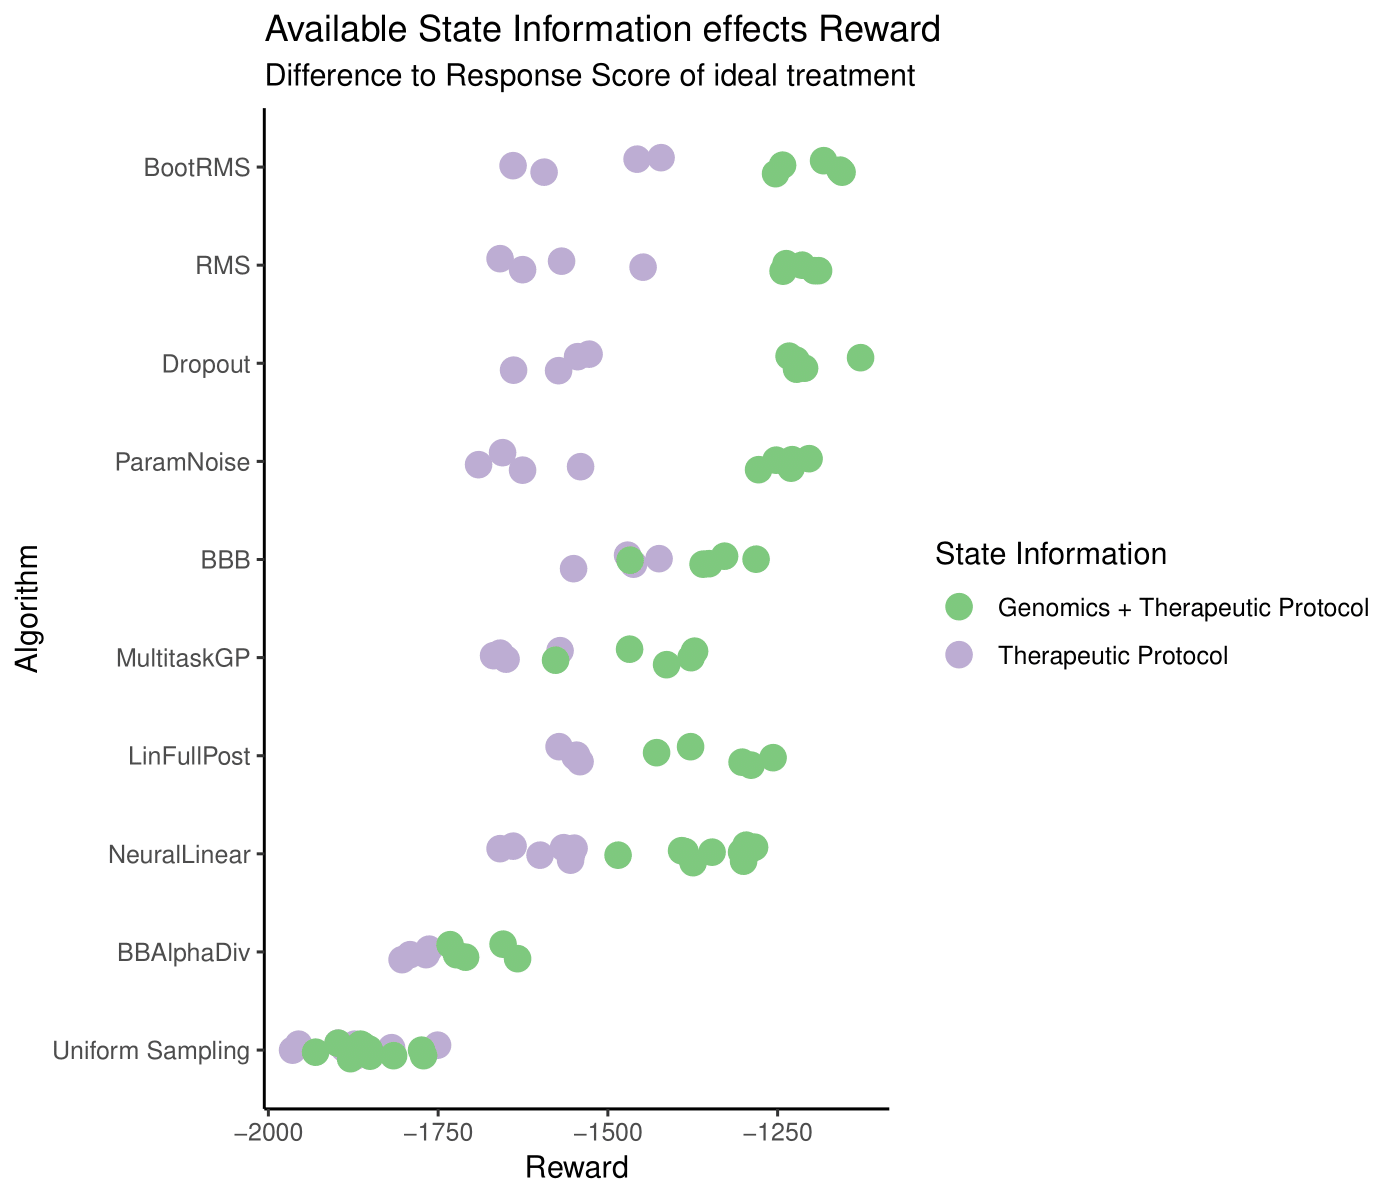 Available State Information effects Reward
Difference to Response Score of ideal treatment
BootRMS
RMS
Dropout
ParamNoise
BBB
MultitaskGP
LinFullPost
NeuralLinear
BBAlphaDiv
Uniform Sampling
Algorithm
−2000
−1750
−1500
−1250
Reward
State Information
Genomics + Therapeutic Protocol
Therapeutic Protocol